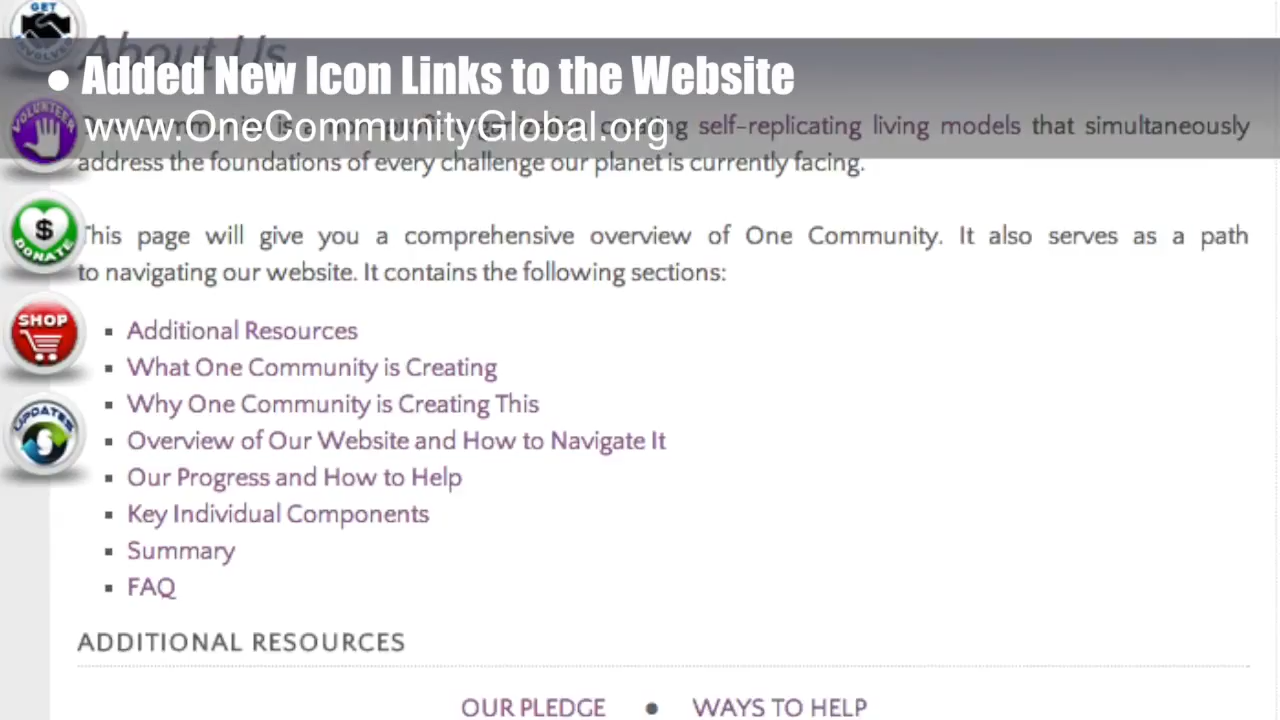 GET
INVOLVED
About Us
• Added New Icon Links to the Website
www.OneCommunityGlobal.org
self-replicating living models that simultaneously
address the foundations of every challenge our planet is currently facing.
VOLUNTEER
This page will give you a comprehensive overview of One Community. It also serves as a path
to navigating our website. It contains the following sections:
$
DONATE
SHOP
UPDATES
▪ Additional Resources
▪ What One Community is Creating
▪ Why One Community is Creating This
▪ Overview of Our Website and How to Navigate It
▪ Our Progress and How to Help
▪ Key Individual Components
▪ Summary
▪ FAQ
ADDITIONAL RESOURCES
OUR PLEDGE ● WAYS TO HELP